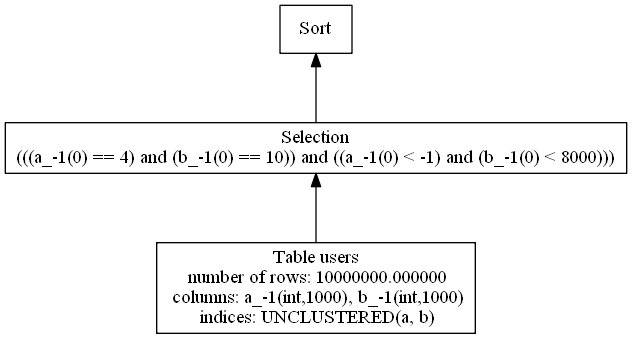 Sort
Selection
(((a_-1(0) == 4) and (b_-1(0) == 10)) and ((a_-1(0) < -1) and (b_-1(0) < 8000)))
Table users
number of rows: 10000000.000000
columns: a_-1(int,1000), b_-1(int,1000)
indices: UNCLUSTERED(a, b)